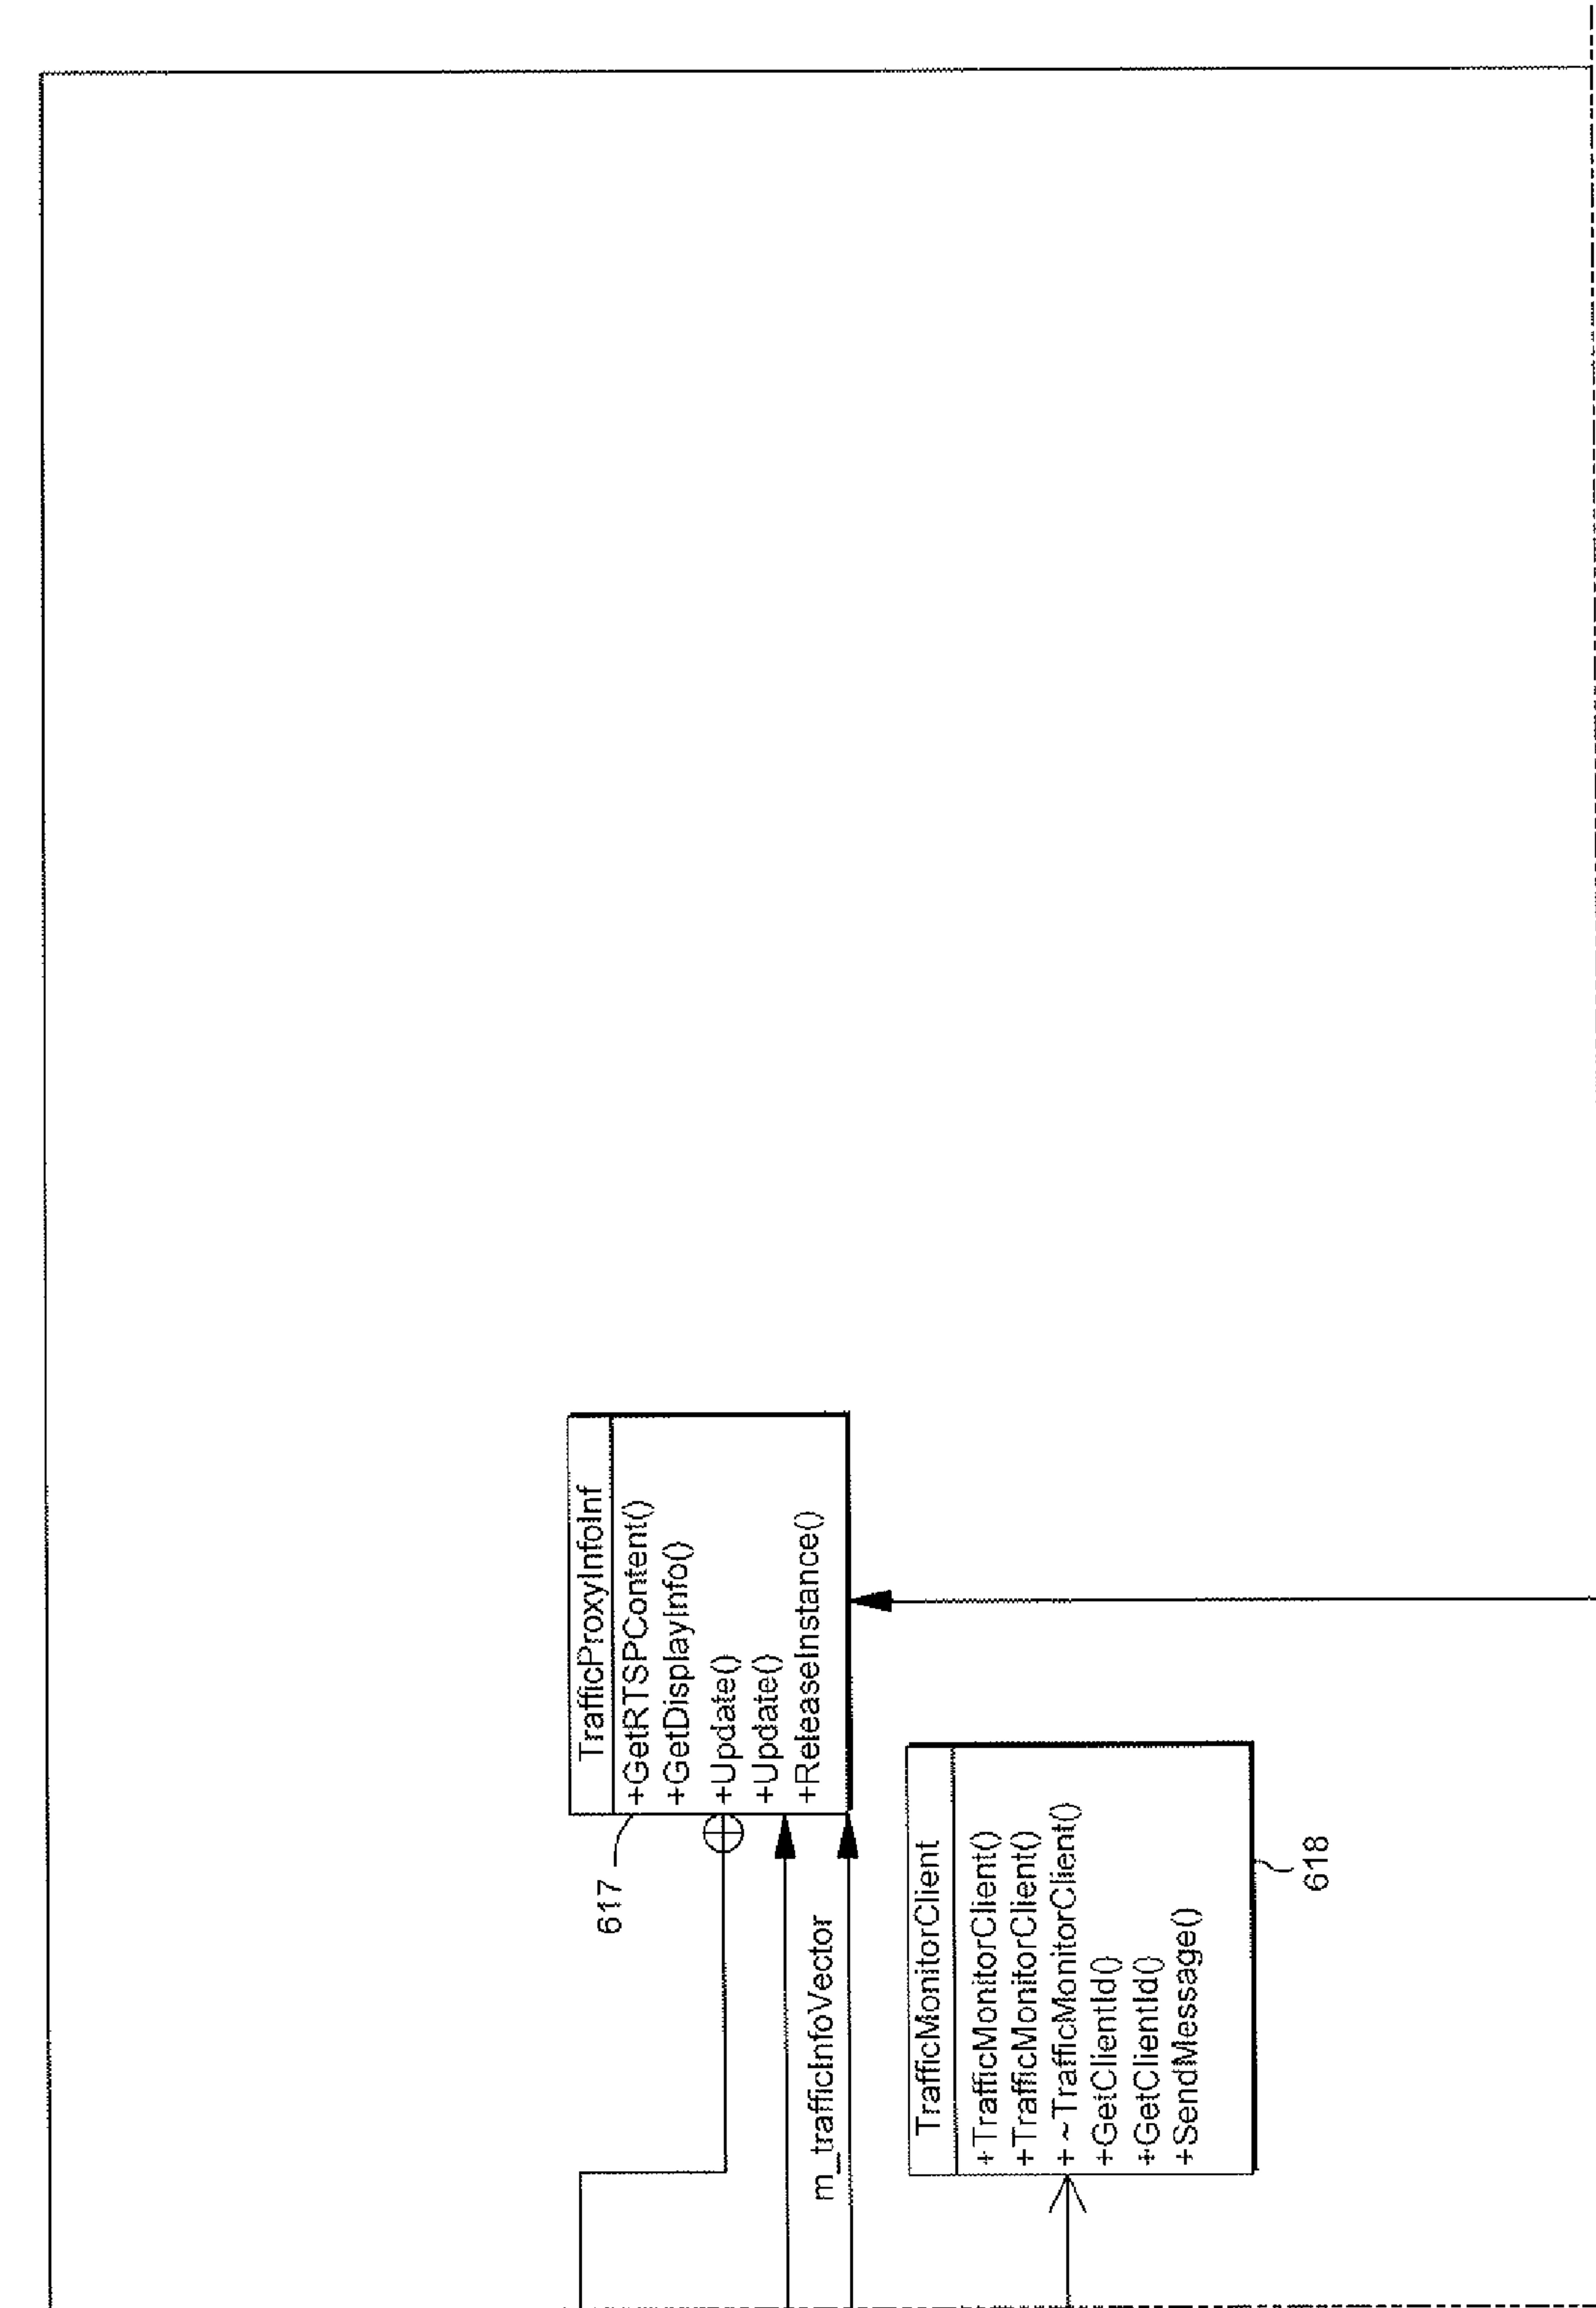 TrafficProxyInfoInf
+GetRTSPContent()
+GetDisplayInfo()
+Update()
+Update()
+ReleaseInstance()
617
m_trafficInfoVector
TrafficMonitorClient
+TrafficMonitorClient()
+TrafficMonitorClient()
+~TrafficMonitorClient()
+GetClientId()
+GetClientId()
+SendMessage()
618